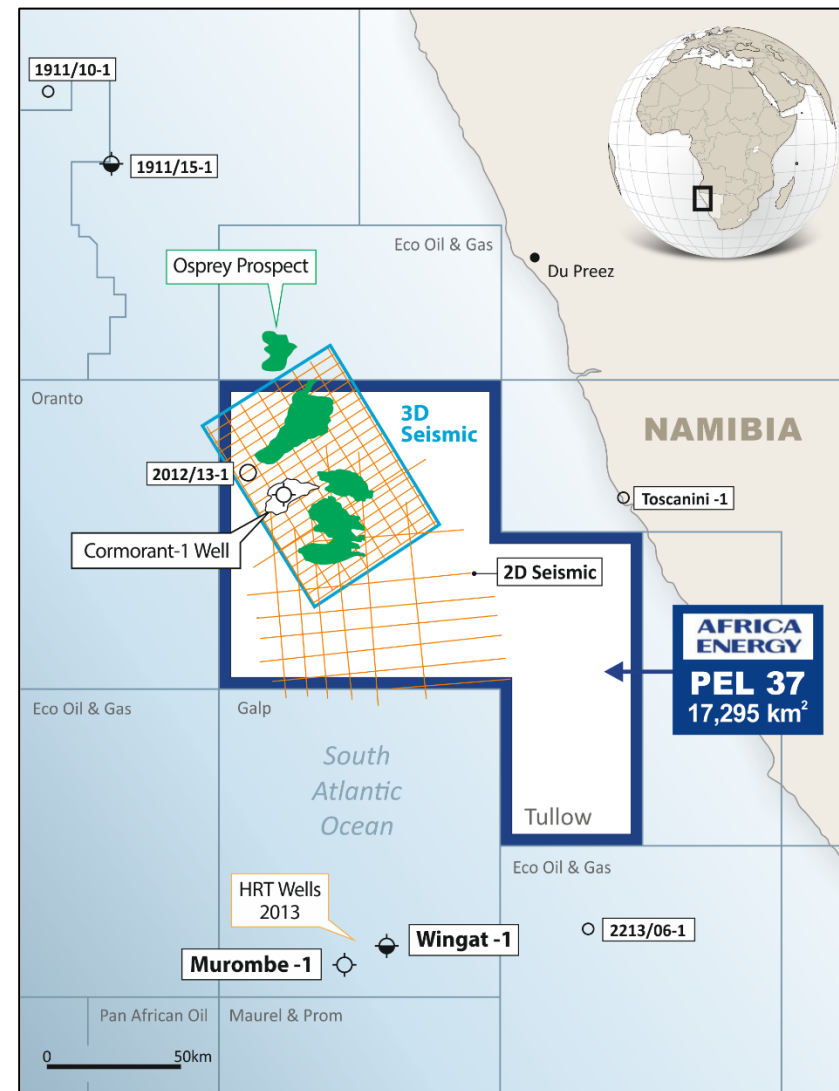 1911/10-1
1911/15-1
Eco Oil & Gas
Du Preez
Osprey Prospect
Oranto
3D
Seismic
NAMIBIA
2012/13-1
Toscanini -1
Cormorant-1 Well
2D Seismic
AFRICA
ENERGY
PEL 37
17,295 km²
Eco Oil & Gas
Galp
South
Atlantic
Ocean
Tullow
Eco Oil & Gas
HRT Wells
2013
Wingat -1
2213/06-1
Murombe -1
Pan African Oil
Maurel & Prom
0
50km